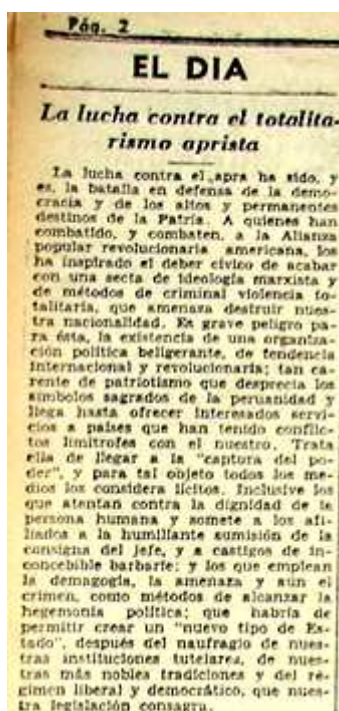 Pág. 2
EL DIA
La lucha contra el totalita-
rismo aprista
La lucha contra el apra ha sido, y
es, la batalla en defensa de la demo-
cracia y de los altos y permanentes
destinos de la Patria. A quienes han
combatido, y combaten, a la Alianza
popular revolucionaria americana, los
ha inspirado el deber cívico de acabar
con una secta de ideología marxista y
de métodos de criminal violencia to-
talitaria, que amenaza destruir nues-
tra nacionalidad. Es grave peligro pa-
ra ésta, la existencia de una organiza-
ción política beligerante, de tendencia
internacional y revolucionaria; tan ca-
rente de patriotismo que desprecia los
símbolos sagrados de la peruanidad y
llega hasta ofrecer interesados servi-
cios a países que han tenido conflic-
tos limítrofes con el nuestro. Trata
ella de llegar a la "captura del po-
der", y para tal objeto todos los me-
dios los considera lícitos. Inclusive los
que atentan contra la dignidad de la
persona humana y somete a los afi-
liados a la humillante sumisión de la
consigna del jefe, y a castigos de in-
concebible barbarie; y los que emplean
la demagogia, la amenaza y aún el
crimen, como métodos de alcanzar la
hegemonía política; que habría de
permitir crear un "nuevo tipo de Es-
tado", después del naufragio de nues-
tras instituciones tutelares, de nues-
tras más nobles tradiciones y del ré-
gimen liberal y democrático, que nues-
tra legislación consagra.